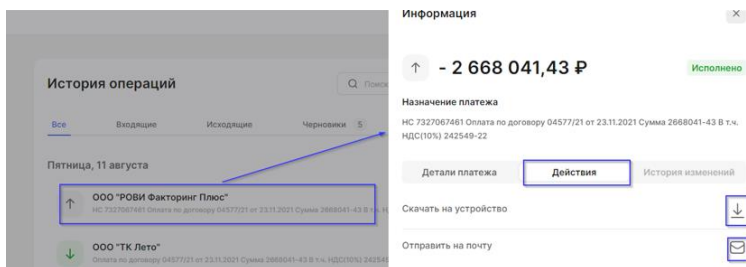 История операций
Поиск
Все Входящие Исходящие Черновики 5
Пятница, 11 августа
ООО "РОВИ Факторинг Плюс"
НС 7327067461 Оплата по договору 04577/21 от 23.11.2021 Сумма 2668041-43 В т.ч.
ООО "ТК Лето"
Оплата по договору 04577/21 от 23.11.2021 Сумма 2668041-43 В т.ч. НДС(10%)
Информация
- 2 668 041,43 ₽
Исполнено
Назначение платежа
НС 7327067461 Оплата по договору 04577/21 от 23.11.2021 Сумма 2668041-43 В т.ч.
НДС(10%) 242549-22
Детали платежа Действия История изменений
Скачать на устройство
Отправить на почту